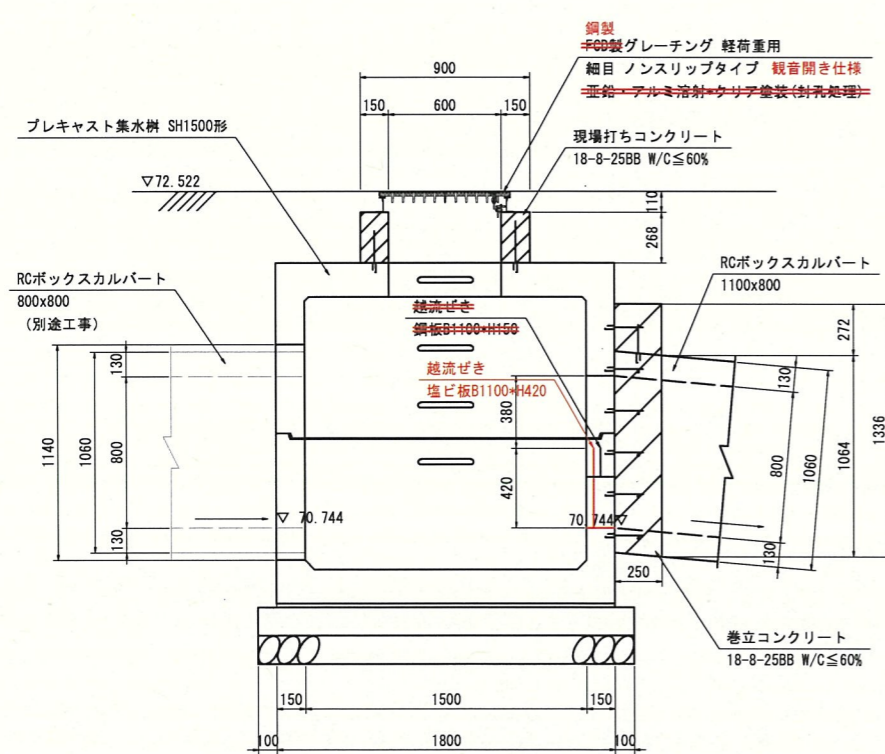 鋼製
FCD製グレーチング 軽荷重用
細目 ノンスリップタイプ 観音開き仕様
亜鉛・アルミ溶射+クリア塗装(封孔処理)
900
150 600 150
プレキャスト集水桝 SH1500形
現場打ちコンクリート
18-8-25BB W/C≦60%
▽72.522
110
268
RCボックスカルバート
800x800
(別途工事)
RCボックスカルバート
1100x800
越流ぜき
鋼板B1100*H150
越流ぜき
塩ビ板B1100*H420
272
130
800
130
1060
1140
380
420
130
800
130
1060
1064
1336
▽ 70.744
70.744▽
250
巻立コンクリート
18-8-25BB W/C≦60%
150 1500 150
100 1800 100